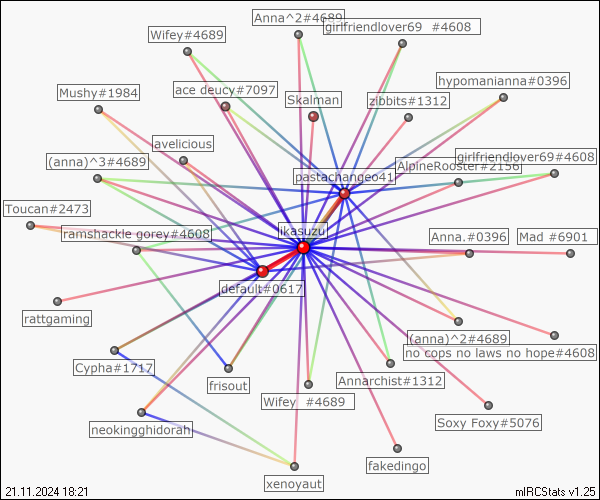 Anna^2#4689
girlfriendlover69 #4608
Wifey#4689
hypomanianna#0396
ace deucy#7097
Mushy#1984
Skalman
zibbits#1312
avelicious
girlfriendlover69#4608
(anna)^3#4689
AlpineRooster#2156
pastachangeo41
Toucan#2473
ikasuzu
ramshackle gorey#4608
Anna.#0396
Mad #6901
default#0617
rattgaming
(anna)^2#4689
no cops no laws no hope#4608
Cypha#1717
frisout
Annarchist#1312
Wifey #4689
Soxy Foxy#5076
neokingghidorah
fakedingo
xenoyaut
21.11.2024 18:21
mIRCStats v1.25